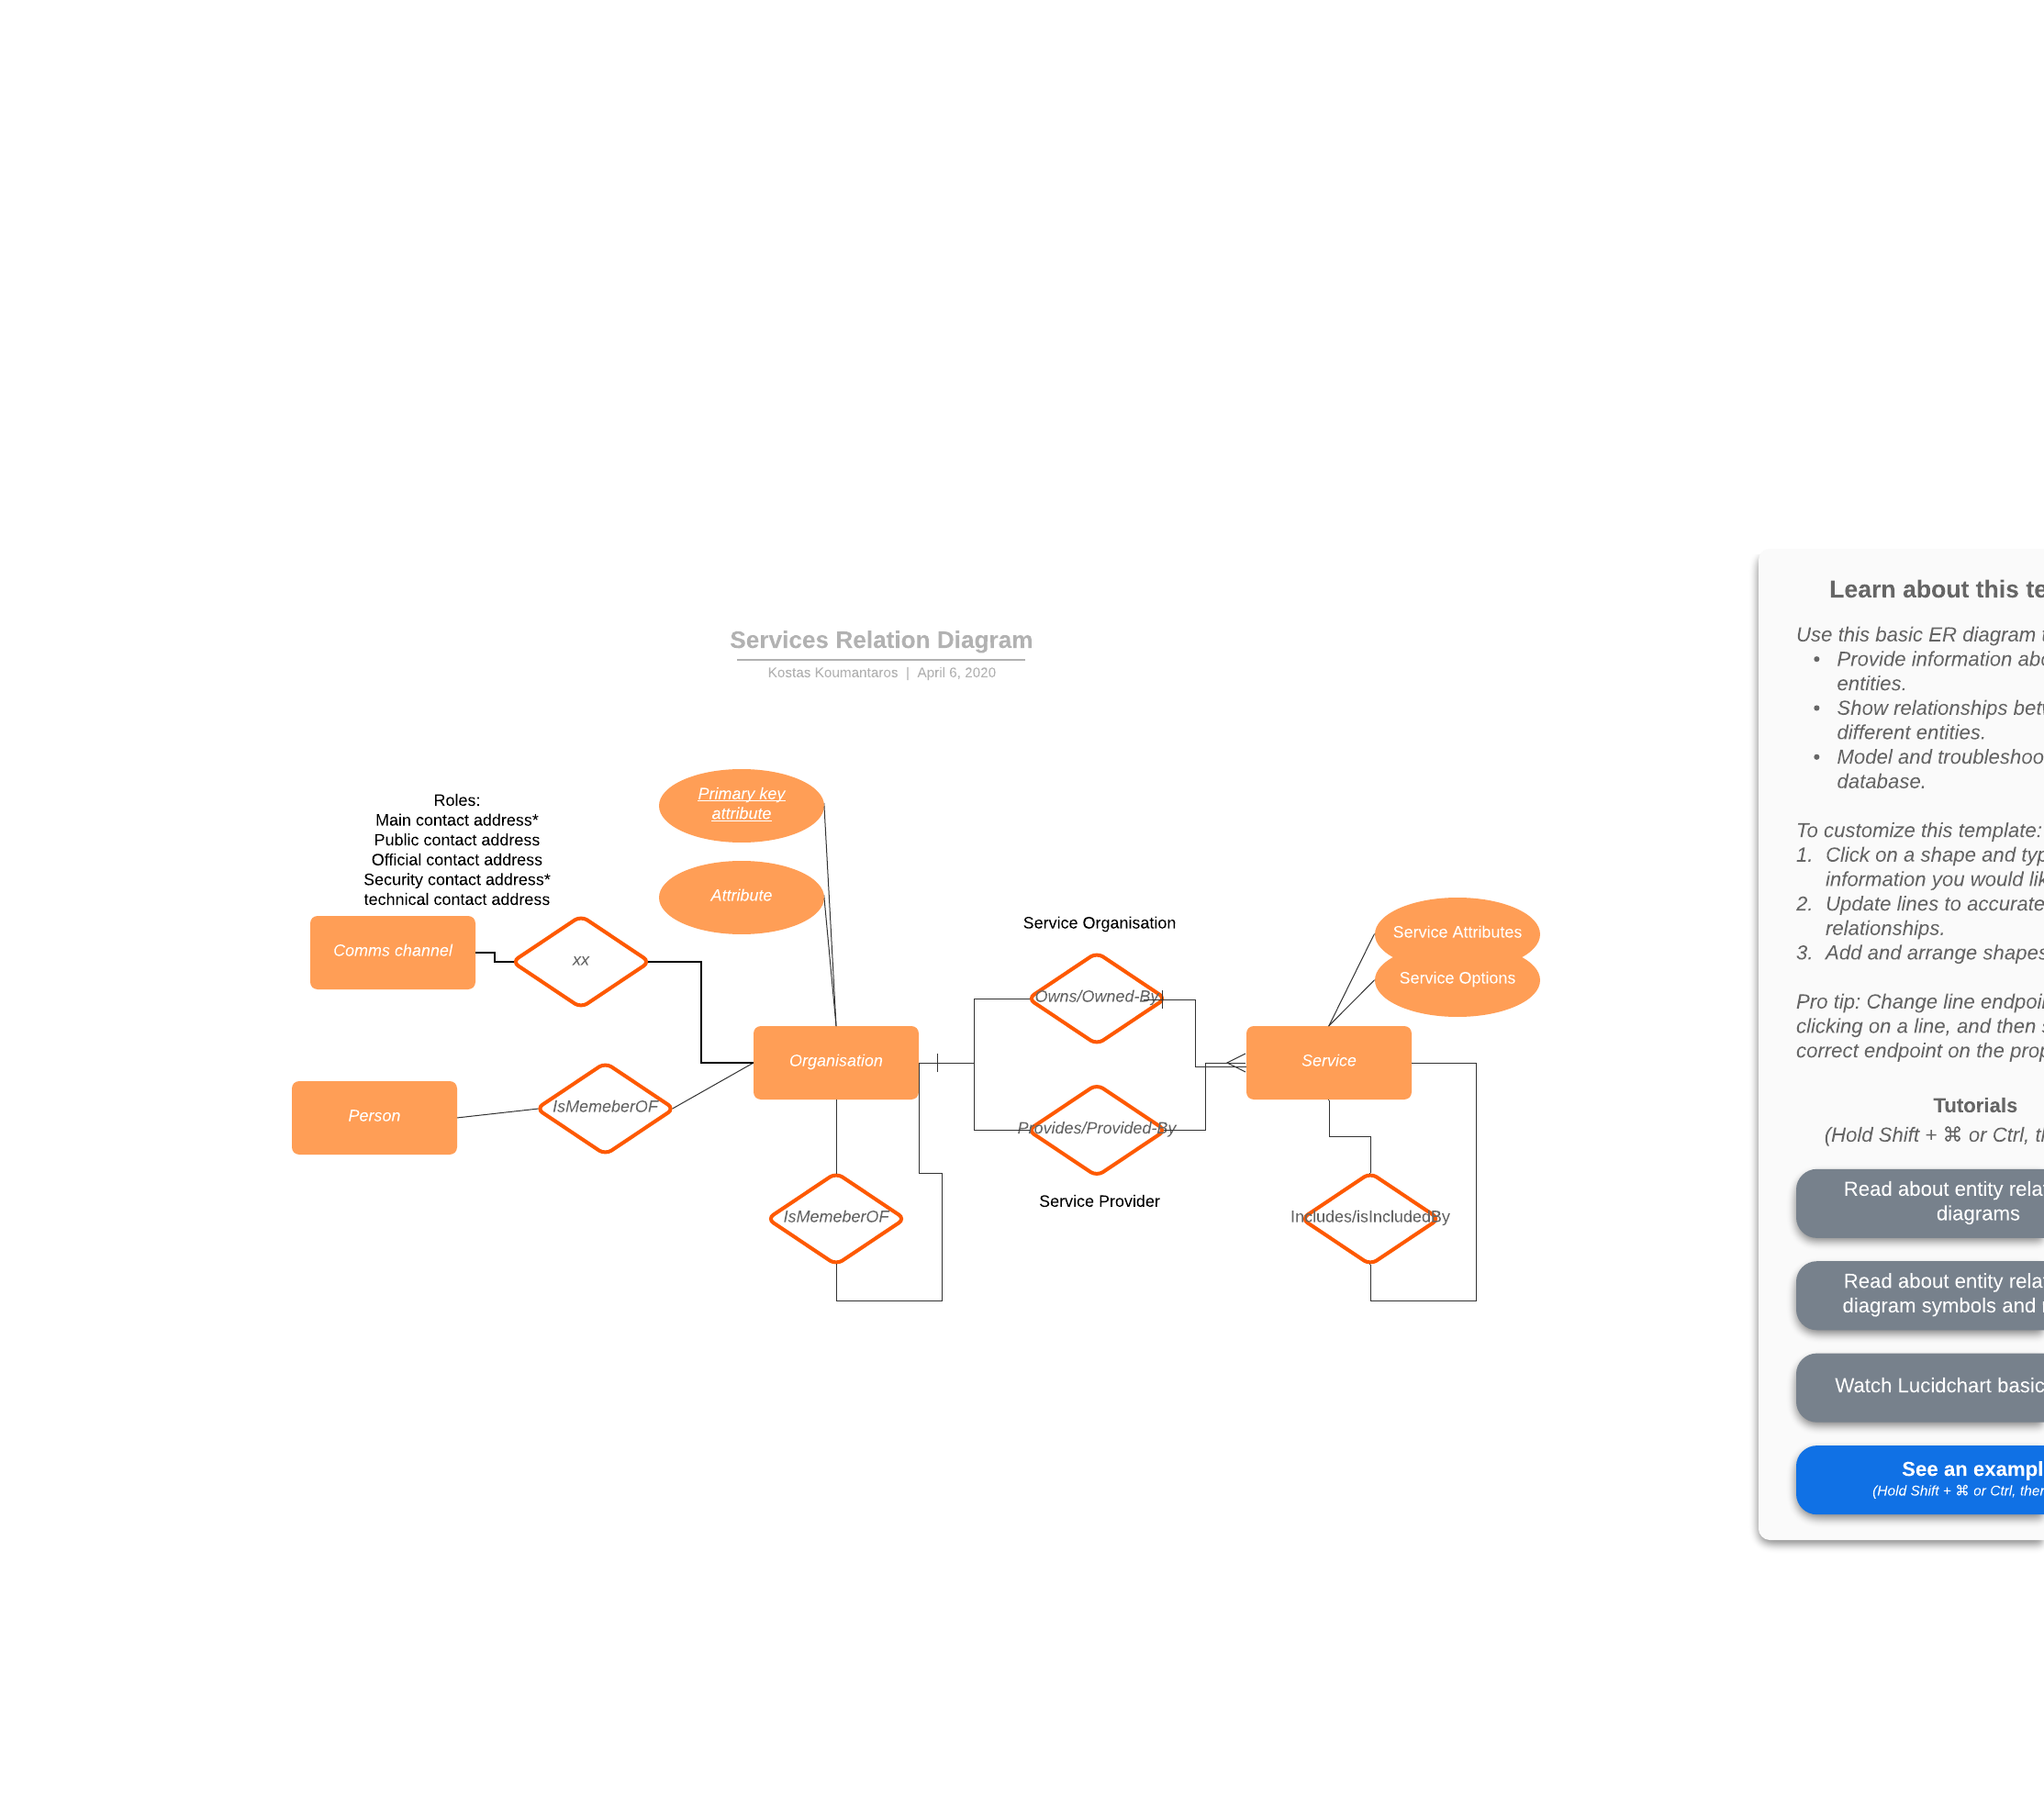 Services Relation Diagram
Kostas Koumantaros | April 6, 2020
Roles:
Main contact address*
Public contact address
Official contact address
Security contact address*
technical contact address
Primary key
attribute
Attribute
Comms channel
xx
Person
IsMemeberOF
Organisation
IsMemeberOF
Service Organisation
Owns/Owned-By
Provides/Provided-By
Service Provider
Service Attributes
Service Options
Service
Includes/isIncludedBy
Learn about this te
Use this basic ER diagram
• Provide information abo
entities.
• Show relationships bet
different entities.
• Model and troubleshoo
database.
To customize this template:
1. Click on a shape and typ
information you would lik
2. Update lines to accurate
relationships.
3. Add and arrange shapes
Pro tip: Change line endpoi
clicking on a line, and then
correct endpoint on the prop
Tutorials
(Hold Shift + ⌘ or Ctrl, t
Read about entity rela
diagrams
Read about entity rela
diagram symbols and
Watch Lucidchart basic
See an exampl
(Hold Shift + ⌘ or Ctrl, then